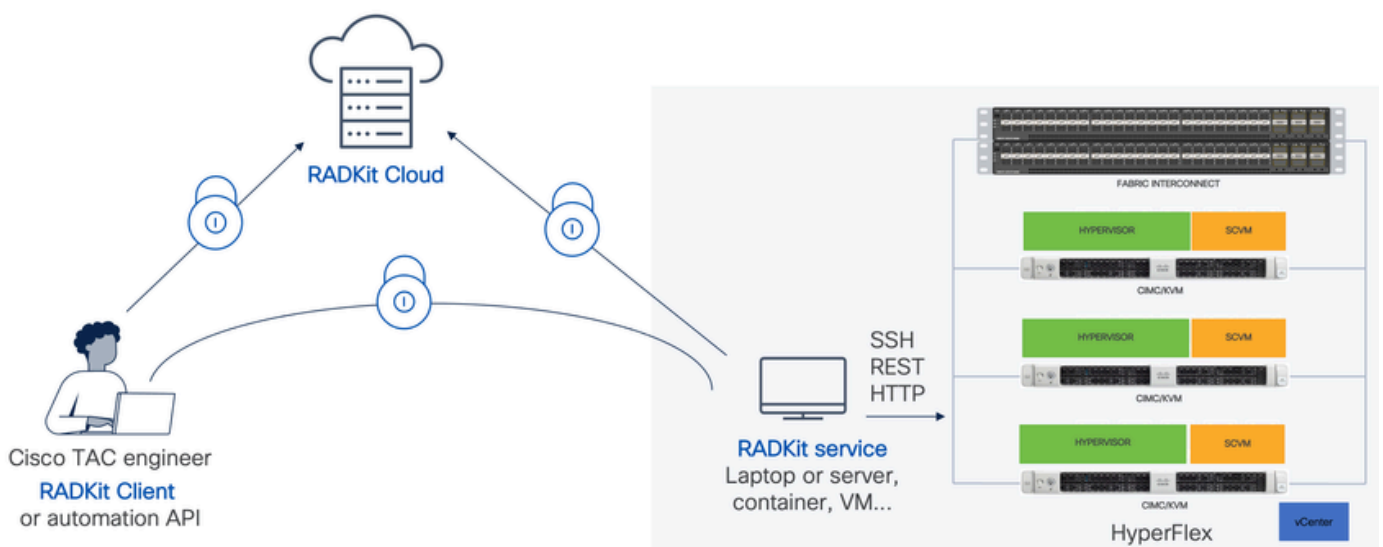 RADKit Cloud
Cisco TAC engineer
RADKit Client
or automation API
RADKit service
Laptop or server,
container, VM...
SSH
REST
HTTP
FABRIC INTERCONNECT
HYPERVISOR
SCVM
CIMC/KVM
HYPERVISOR
SCVM
CIMC/KVM
HYPERVISOR
SCVM
CIMC/KVM
HyperFlex
vCenter